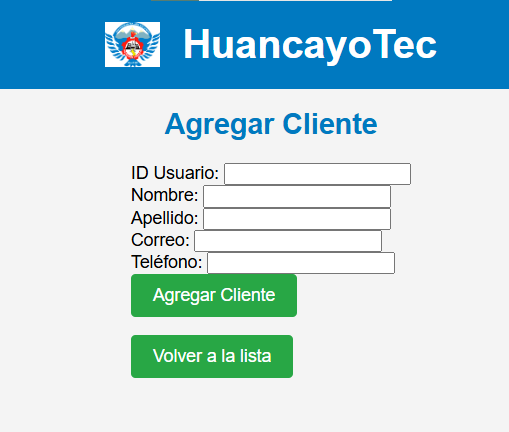 HuancayoTec
Agregar Cliente
ID Usuario:
Nombre:
Apellido:
Correo:
Teléfono:
Agregar Cliente
Volver a la lista